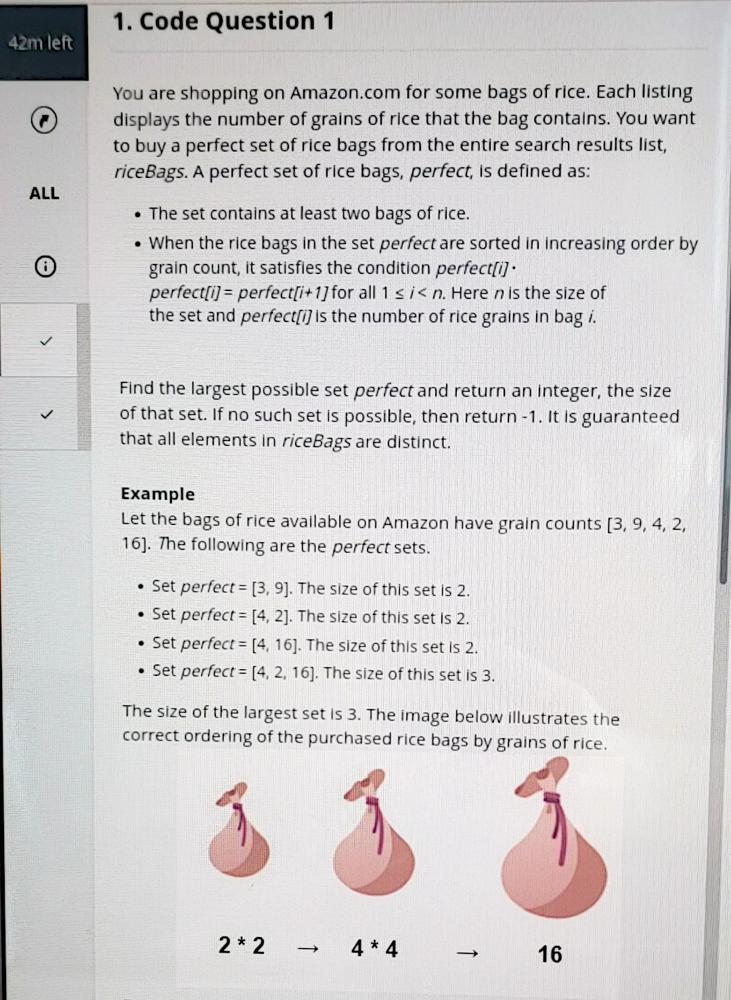 42m left
ALL
1. Code Question 1
You are shopping on Amazon.com for some bags of rice. Each listing
displays the number of grains of rice that the bag contains. You want
to buy a perfect set of rice bags from the entire search results list,
riceBags. A perfect set of rice bags, perfect, is defined as:
• The set contains at least two bags of rice.
• When the rice bags in the set perfect are sorted in increasing order by
grain count, it satisfies the condition perfect[i] ·
perfect[i] = perfect[i+1] for all 1 ≤ i < n. Here n is the size of
the set and perfect[i] is the number of rice grains in bag i.
Find the largest possible set perfect and return an integer, the size
of that set. If no such set is possible, then return -1. It is guaranteed
that all elements in riceBags are distinct.
Example
Let the bags of rice available on Amazon have grain counts [3, 9, 4, 2,
16]. The following are the perfect sets.
• Set perfect = [3, 9]. The size of this set is 2.
• Set perfect = [4, 2]. The size of this set is 2.
• Set perfect = [4, 16]. The size of this set is 2.
• Set perfect = [4, 2, 16]. The size of this set is 3.
The size of the largest set is 3. The image below illustrates the
correct ordering of the purchased rice bags by grains of rice.
2 * 2 → 4 * 4 → 16